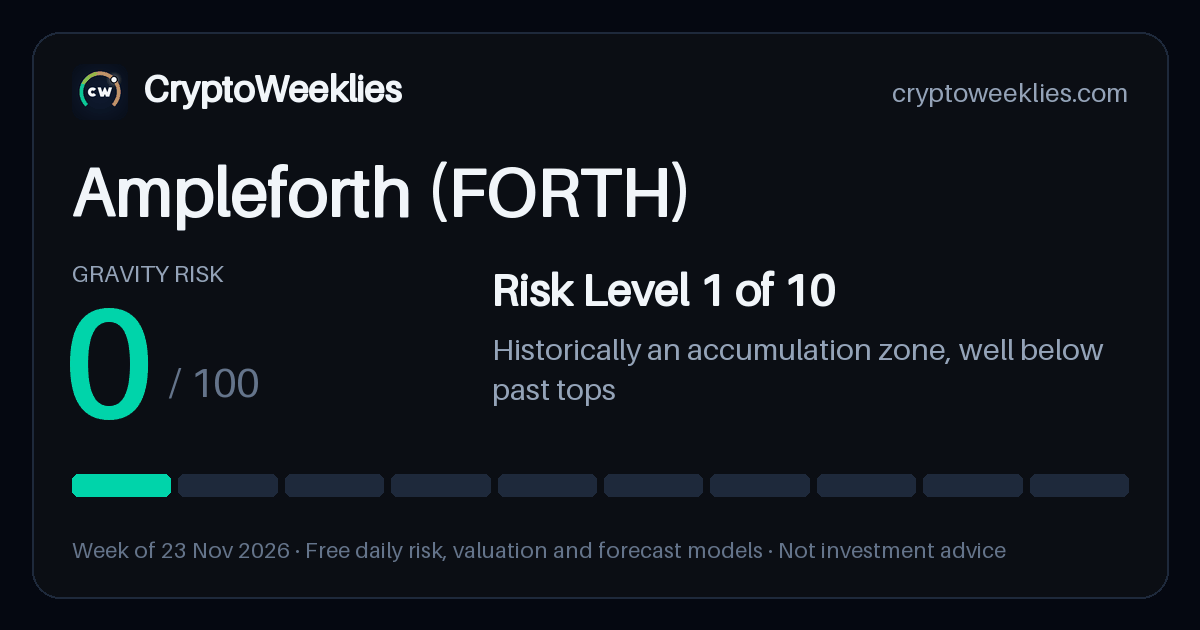 CW
CryptoWeeklies
cryptoweeklies.com
Ampleforth (FORTH)
GRAVITY RISK
0 / 100
Risk Level 1 of 10
Historically an accumulation zone, well below
past tops
Week of 23 Nov 2026 · Free daily risk, valuation and forecast models · Not investment advice